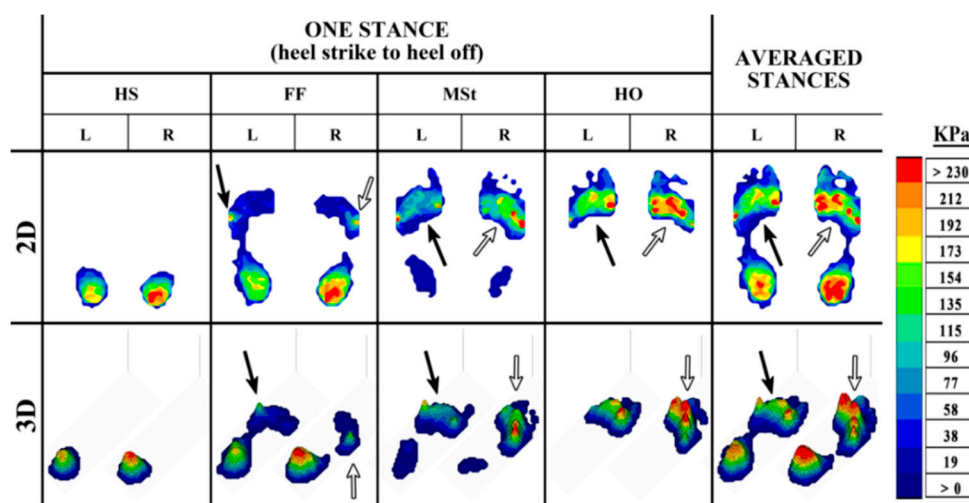 ONE STANCE
(heel strike to heel off)
AVERAGED
STANCES
HS FF MSt HO
L R L R L R L R L R
KPa
2D
3D
> 230
212
192
173
154
135
115
96
77
58
38
19
> 0